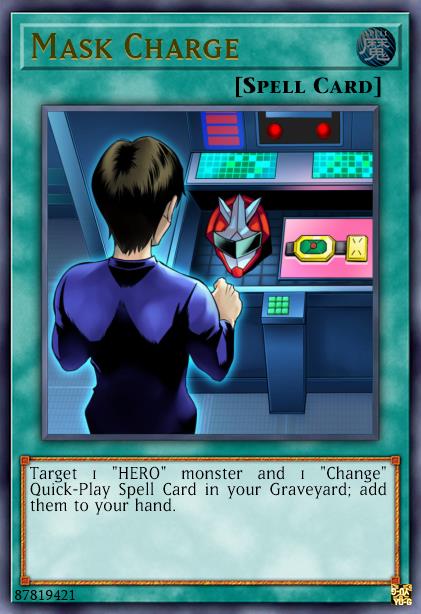 Mask Charge
魔
[Spell Card]
Target 1 "HERO" monster and 1 "Change"
Quick-Play Spell Card in your Graveyard; add
them to your hand.
87819421